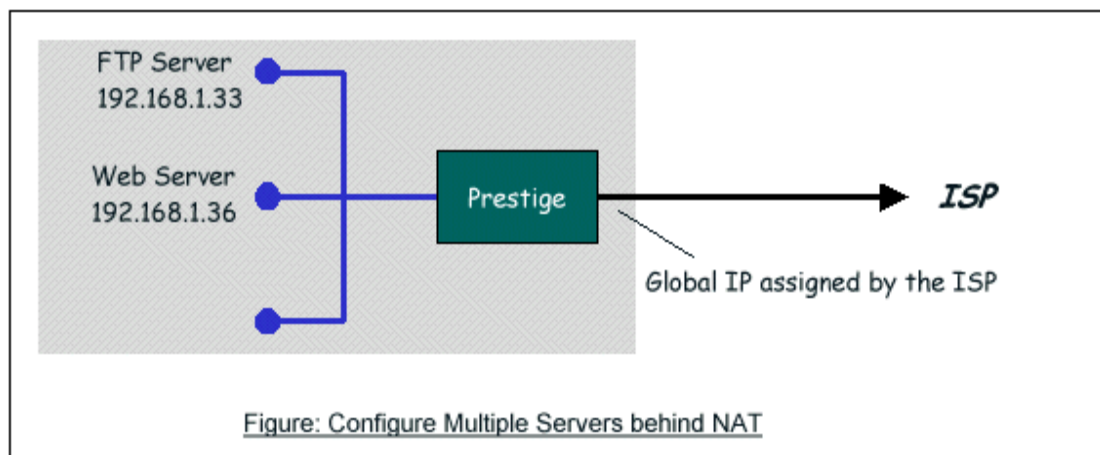 FTP Server
192.168.1.33
Web Server
192.168.1.36
Prestige
ISP
Global IP assigned by the ISP
Figure: Configure Multiple Servers behind NAT